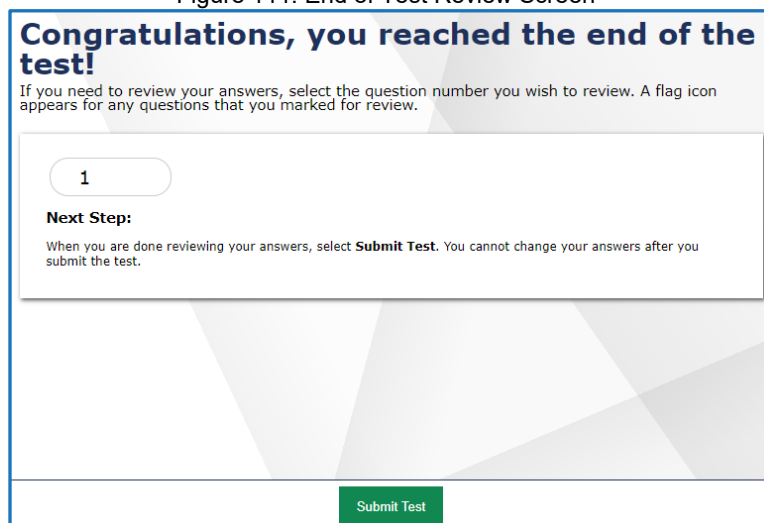 Congratulations, you reached the end of the
test!
If you need to review your answers, select the question number you wish to review. A flag icon
appears for any questions that you marked for review.
1
Next Step:
When you are done reviewing your answers, select Submit Test. You cannot change your answers after you
submit the test.
Submit Test